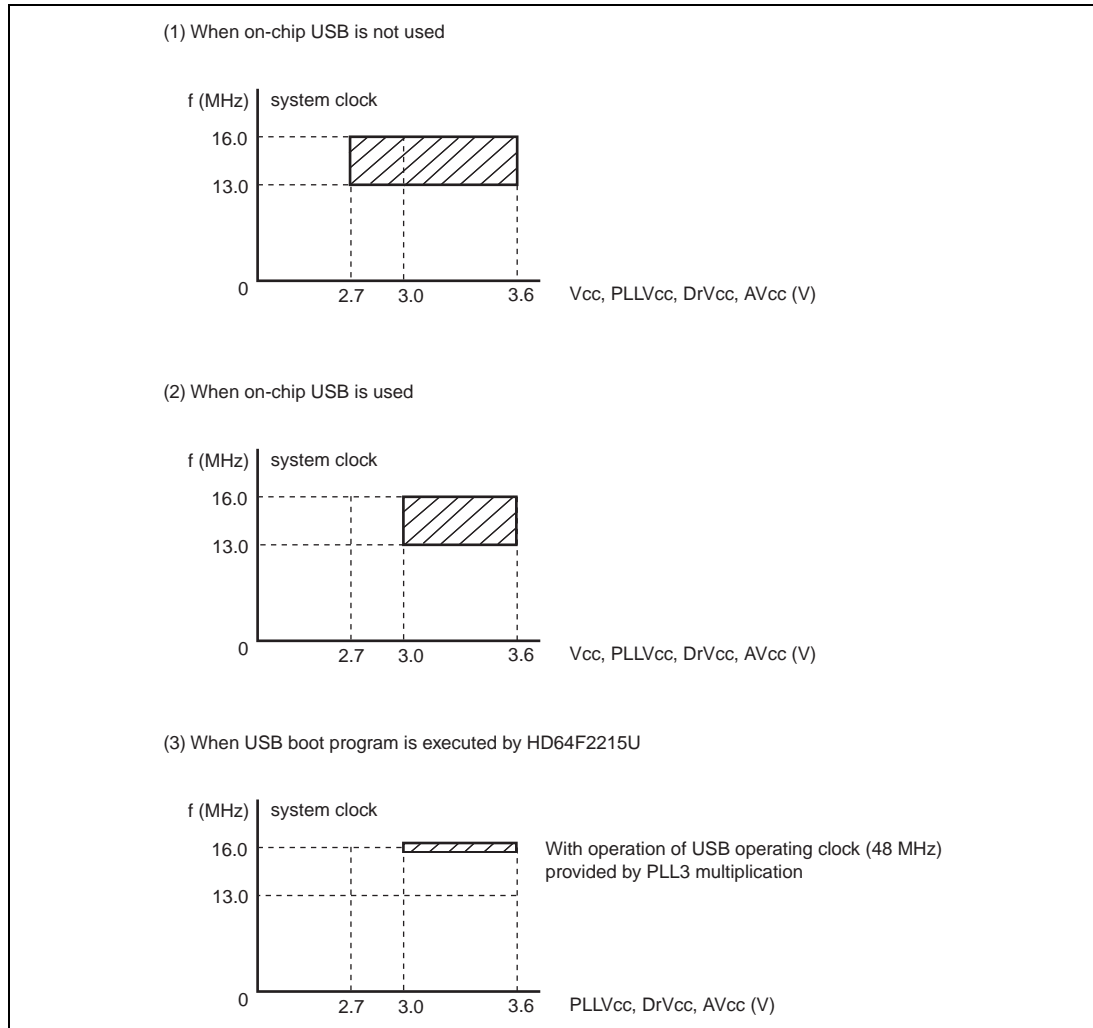 (1) When on-chip USB is not used
f (MHz) system clock
16.0
13.0
0
2.7 3.0 3.6 Vcc, PLLVcc, DrVcc, AVcc (V)
(2) When on-chip USB is used
f (MHz) system clock
16.0
13.0
0
2.7 3.0 3.6 Vcc, PLLVcc, DrVcc, AVcc (V)
(3) When USB boot program is executed by HD64F2215U
f (MHz) system clock
16.0 With operation of USB operating clock (48 MHz)
provided by PLL3 multiplication
13.0
0
2.7 3.0 3.6 PLLVcc, DrVcc, AVcc (V)